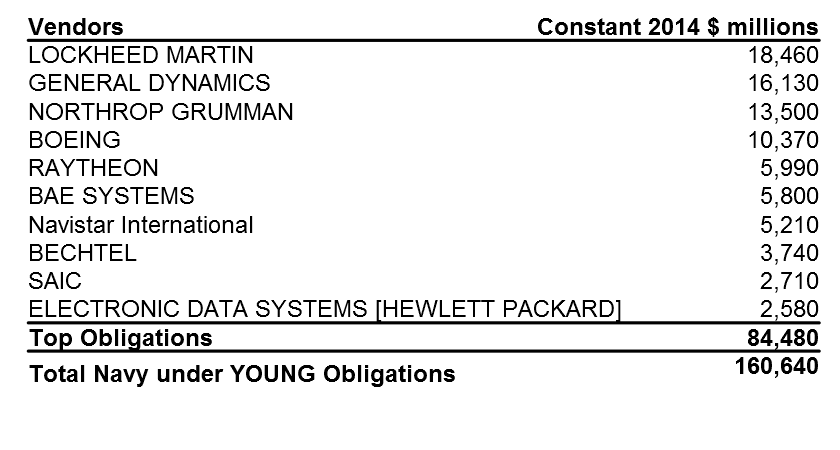 Vendors Constant 2014 $ millions
LOCKHEED MARTIN 18,460
GENERAL DYNAMICS 16,130
NORTHROP GRUMMAN 13,500
BOEING 10,370
RAYTHEON 5,990
BAE SYSTEMS 5,800
Navistar International 5,210
BECHTEL 3,740
SAIC 2,710
ELECTRONIC DATA SYSTEMS [HEWLETT PACKARD] 2,580
Top Obligations 84,480
Total Navy under YOUNG Obligations 160,640